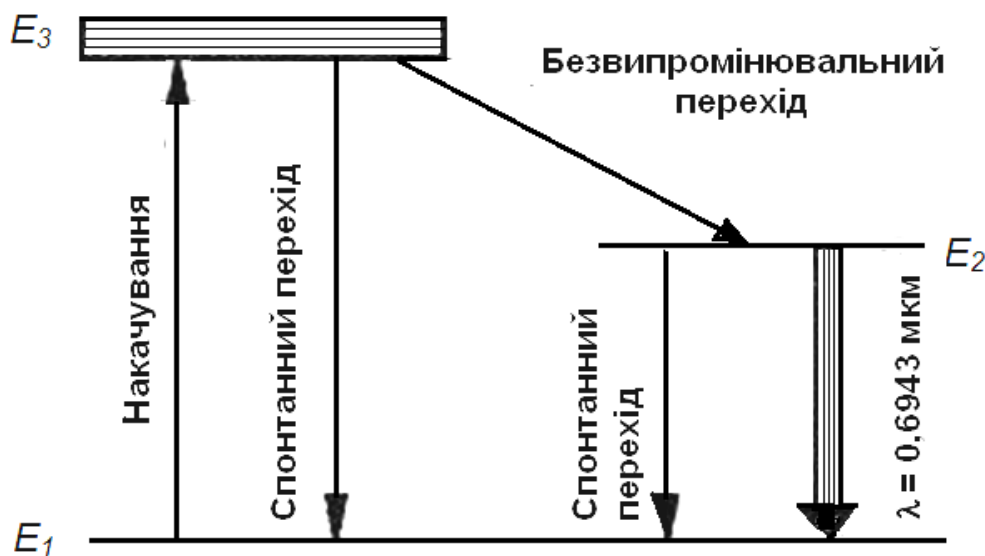 E3
Безвипромінювальний
перехід
Накачування
Спонтанний перехід
Спонтанний
перехід
λ = 0,6943 мкм
E2
E1